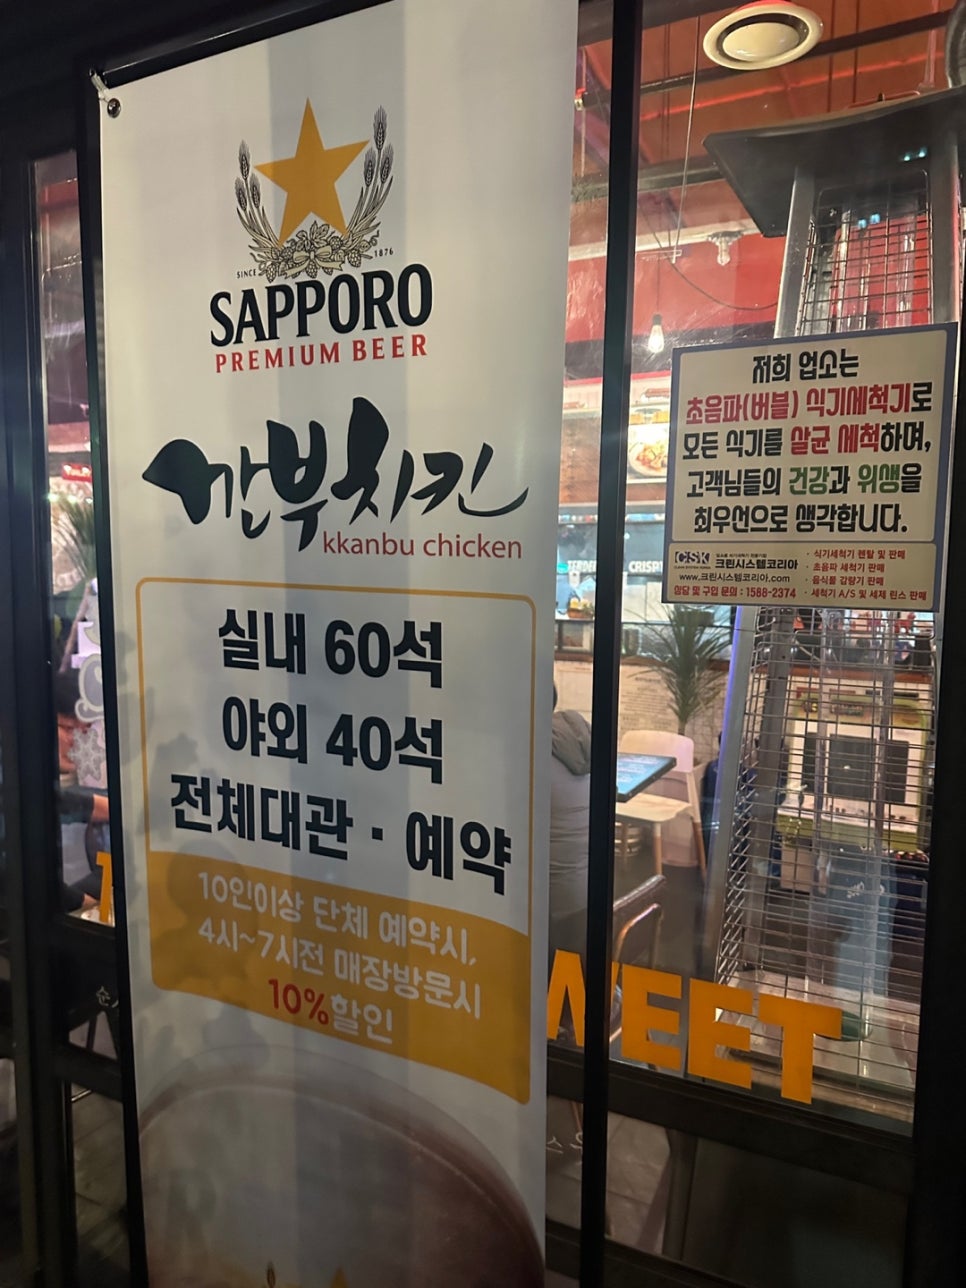 SINCE 1876
SAPPORO
PREMIUM BEER
깐부치킨
kkanbu chicken
실내 60석
야외 40석
전체대관 · 예약
10인이상 단체 예약시,
4시~7시전 매장방문시
10%할인
저희 업소는
초음파(버블) 식기세척기로
모든 식기를 살균 세척하며,
고객님들의 건강과 위생을
최우선으로 생각합니다.
CSK
크린시스템코리아
www.크린시스템코리아.com
상담 및 구입 문의 : 1588-2374
· 식기세척기 렌탈 및 판매
· 초음파 세척기 판매
· 음식물 감량기 판매
· 세척기 A/S 및 세제 린스 판매
CRISP
WEET